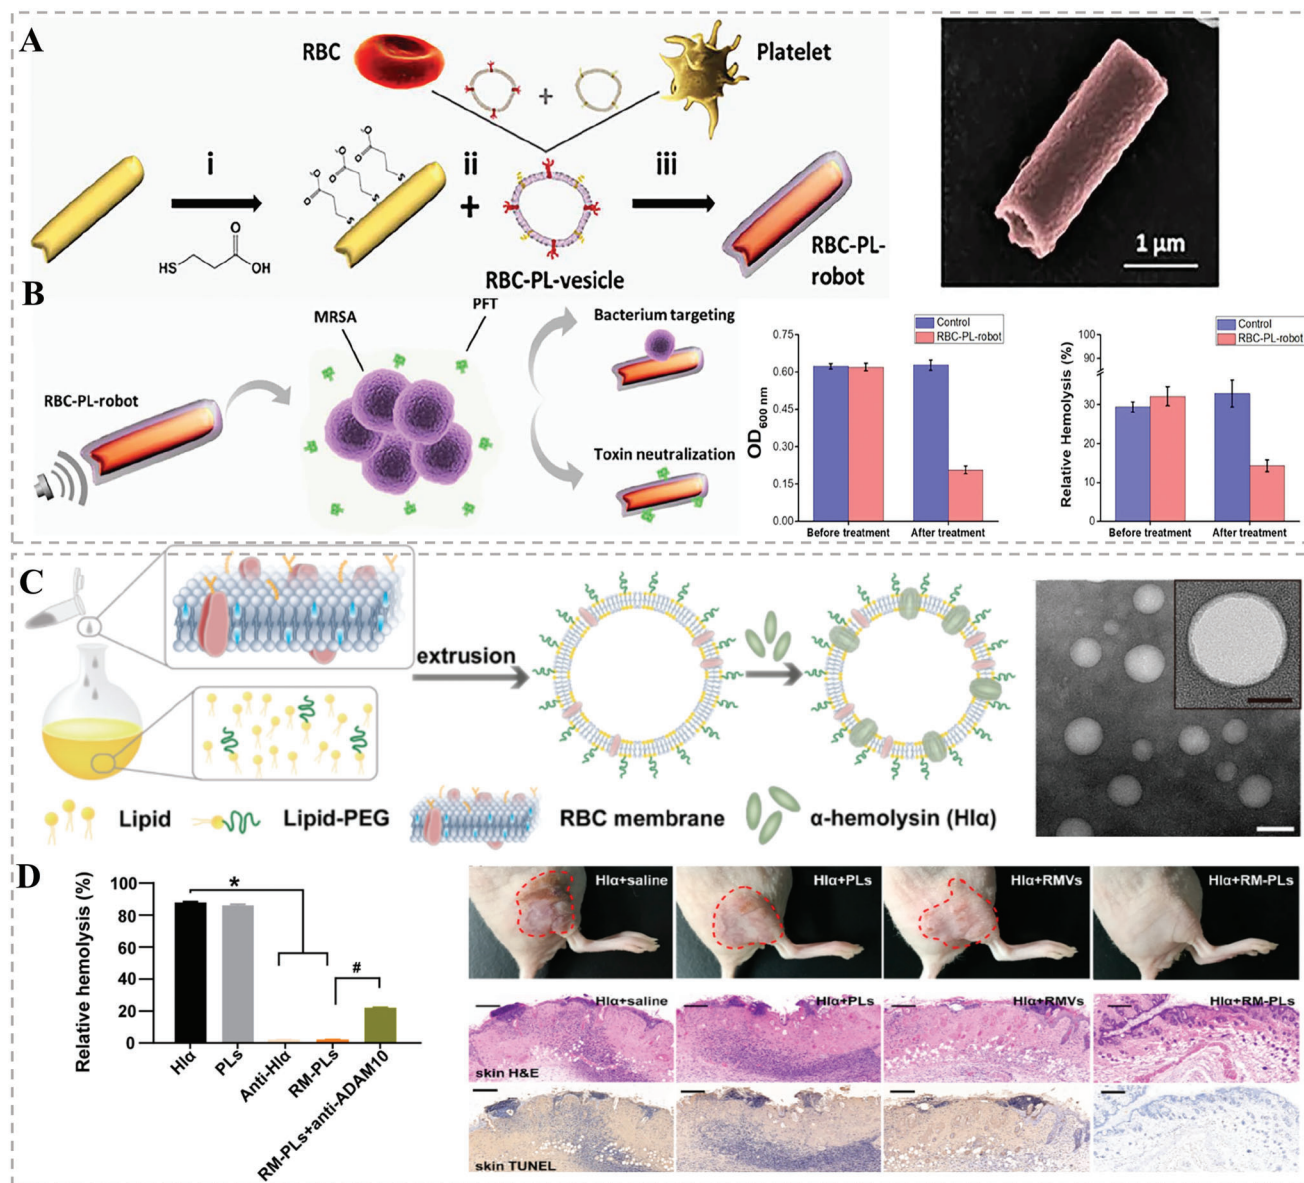 A
RBC
Platelet
+
i
ii
iii
HS
O
OH
S
S
S
+
RBC-PL-vesicle
RBC-PL-
robot
1 µm
B
MRSA
PFT
RBC-PL-robot
Bacterium targeting
Toxin neutralization
Control
RBC-PL-robot
OD600 nm
0.75
0.60
0.45
0.30
0.15
0.00
Before treatment
After treatment
Control
RBC-PL-robot
Relative Hemolysis (%)
100
90
30
20
10
0
Before treatment
After treatment
C
extrusion
Lipid
Lipid-PEG
RBC membrane
α-hemolysin (Hlα)
D
Relative hemolysis (%)
100
80
60
40
20
0
*
#
Hlα
PLs
Anti-Hlα
RM-PLs
RM-PLs+anti-ADAM10
Hlα+saline
Hlα+PLs
Hlα+RMVs
Hlα+RM-PLs
Hlα+saline
Hlα+PLs
Hlα+RMVs
Hlα+RM-PLs
skin H&E
skin TUNEL